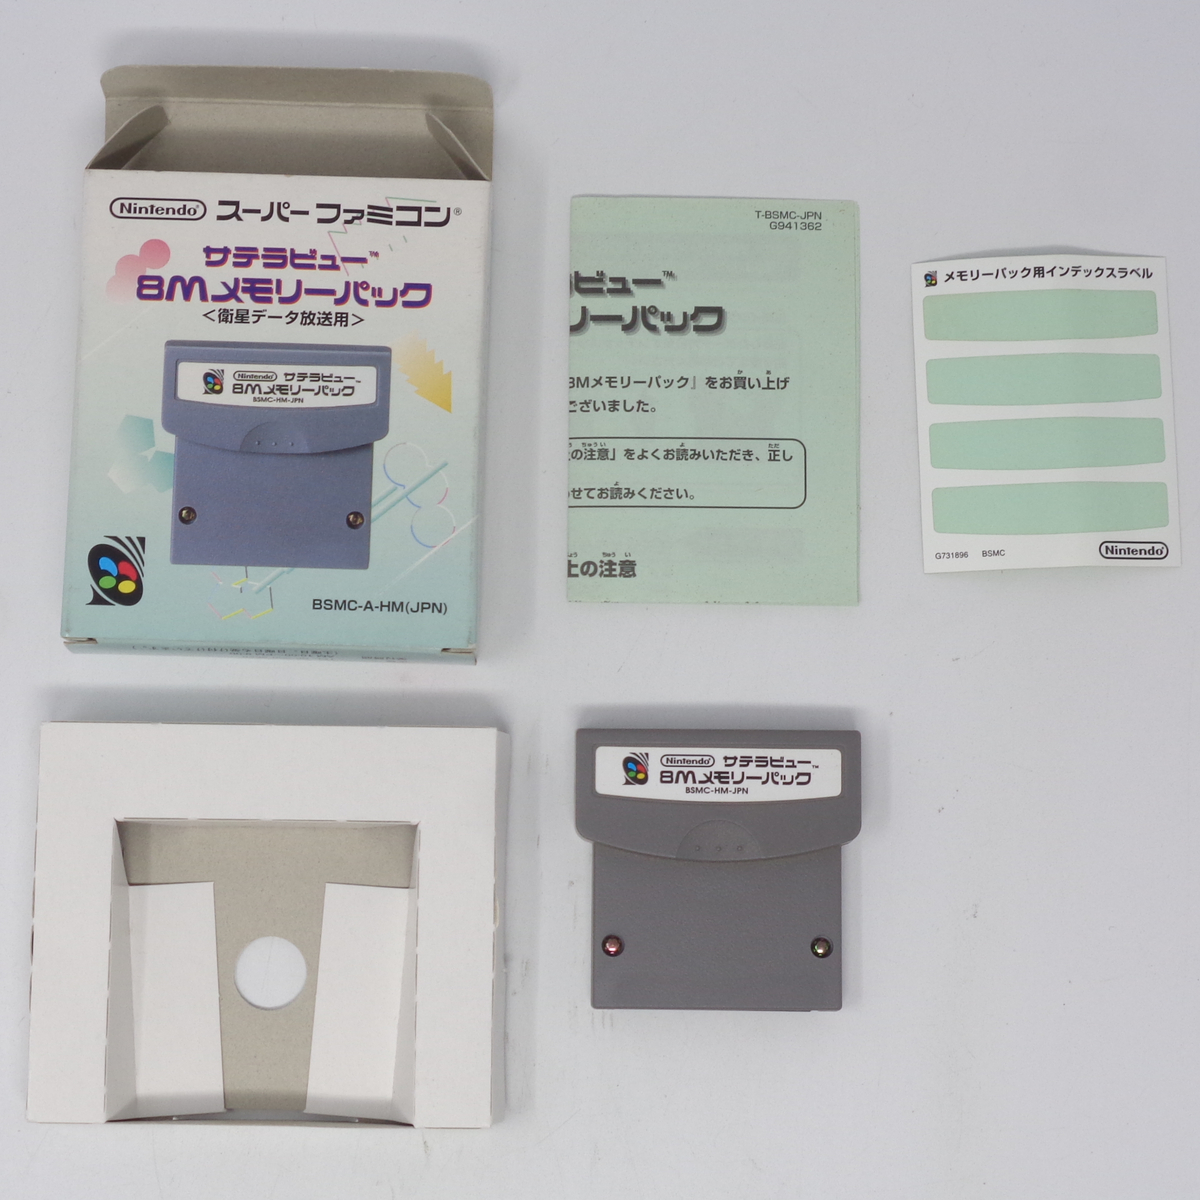 Nintendo スーパーファミコン®
サテラビュー™
8Mメモリーパック
<衛星データ放送用>
Nintendo サテラビュー™
8Mメモリーパック
BSMC-HM-JPN
BSMC-A-HM(JPN)
T-BSMC-JPN
G941362
ビュー™
リーパック
8Mメモリーパック』をお買い上げ
ございました。
の注意」をよくお読みいただき、正し
せてお読みください。
上の注意
メモリーパック用インデックスラベル
G731896 BSMC
Nintendo
Nintendo サテラビュー™
8Mメモリーパック
BSMC-HM-JPN